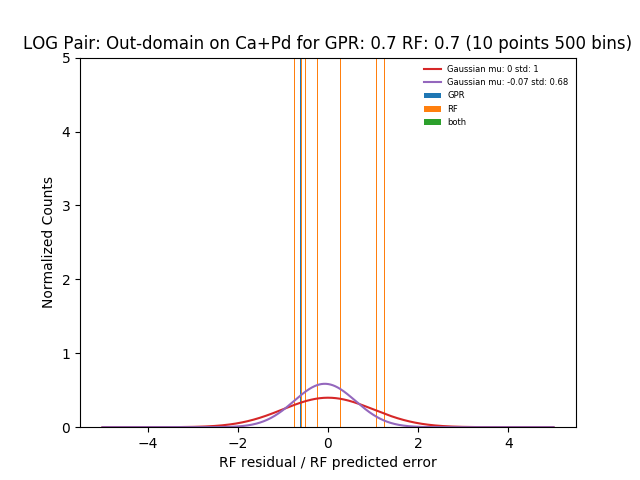 LOG Pair: Out-domain on Ca+Pd for GPR: 0.7 RF: 0.7 (10 points 500 bins)
Gaussian mu: 0 std: 1
Gaussian mu: -0.07 std: 0.68
GPR
RF
both
5
4
3
2
1
0
Normalized Counts
−4 −2 0 2 4
RF residual / RF predicted error